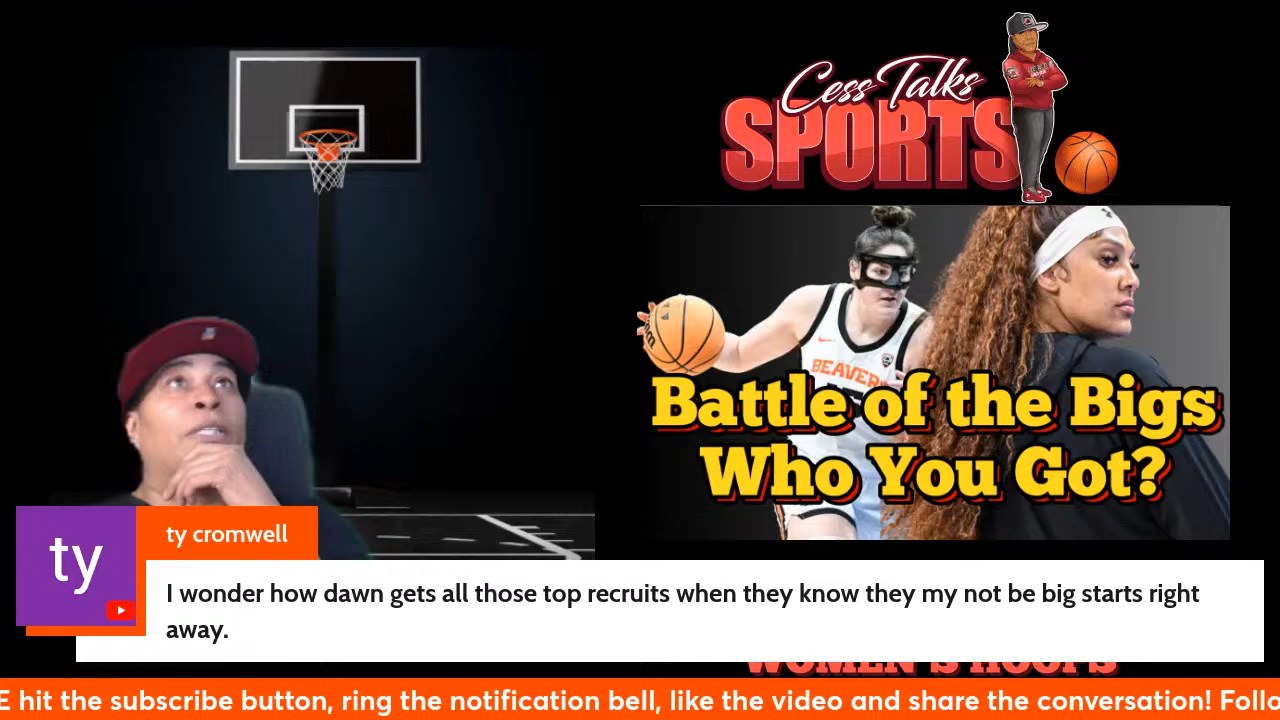 Cess Talks
SPORTS
BEAVERS
Battle of the Bigs
Who You Got?
ty
ty cromwell
I wonder how dawn gets all those top recruits when they know they my not be big starts right
away.
WOMEN'S HOOPS
E hit the subscribe button, ring the notification bell, like the video and share the conversation! Follo